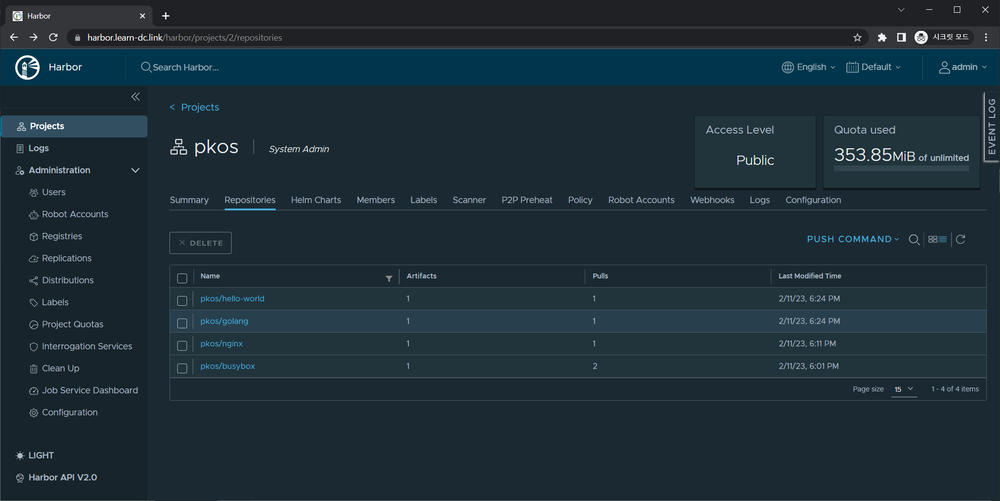 Harbor
harbor.learn-dc.link/harbor/projects/2/repositories
시크릿 모드
Harbor
Search Harbor...
English
Default
admin
Projects
Logs
Administration
Users
Robot Accounts
Registries
Replications
Distributions
Labels
Project Quotas
Interrogation Services
Clean Up
Job Service Dashboard
Configuration
LIGHT
Harbor API V2.0
< Projects
pkos
System Admin
Access Level
Public
Quota used
353.85MiB of unlimited
EVENT LOG
Summary Repositories Helm Charts Members Labels Scanner P2P Preheat Policy Robot Accounts Webhooks Logs Configuration
DELETE
PUSH COMMAND
Name Artifacts Pulls Last Modified Time
pkos/hello-world 1 1 2/11/23, 6:24 PM
pkos/golang 1 1 2/11/23, 6:24 PM
pkos/nginx 1 1 2/11/23, 6:11 PM
pkos/busybox 1 2 2/11/23, 6:01 PM
Page size 15 1 - 4 of 4 items